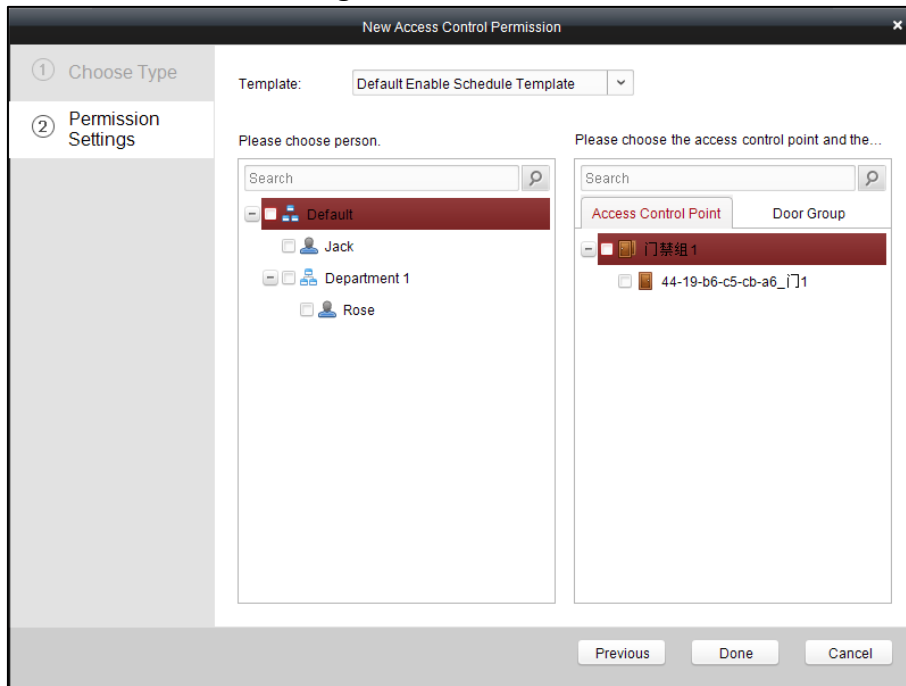 New Access Control Permission
×
1 Choose Type
2 Permission Settings
Template: Default Enable Schedule Template
Please choose person.
Search
Default
Jack
Department 1
Rose
Please choose the access control point and the...
Search
Access Control Point Door Group
门禁组1
44-19-b6-c5-cb-a6_门1
Previous Done Cancel